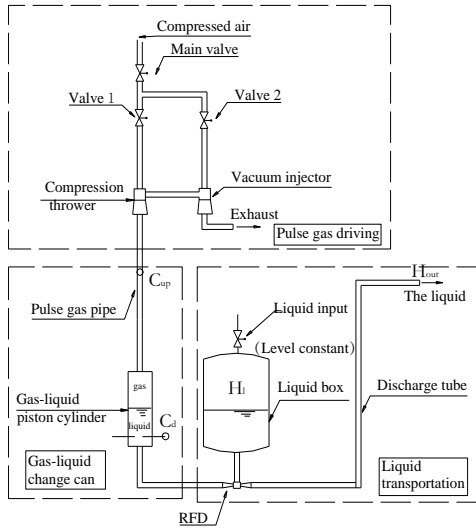 Compressed air
Main valve
Valve 1
Valve 2
Compression
thrower
Vacuum injector
Exhaust
Pulse gas driving
Cup
Hout
The liquid
Pulse gas pipe
Liquid input
(Level constant)
gas
Gas-liquid
piston cylinder
liquid
Cd
Hl
Liquid box
Discharge tube
Gas-liquid
change can
Liquid
transportation
RFD